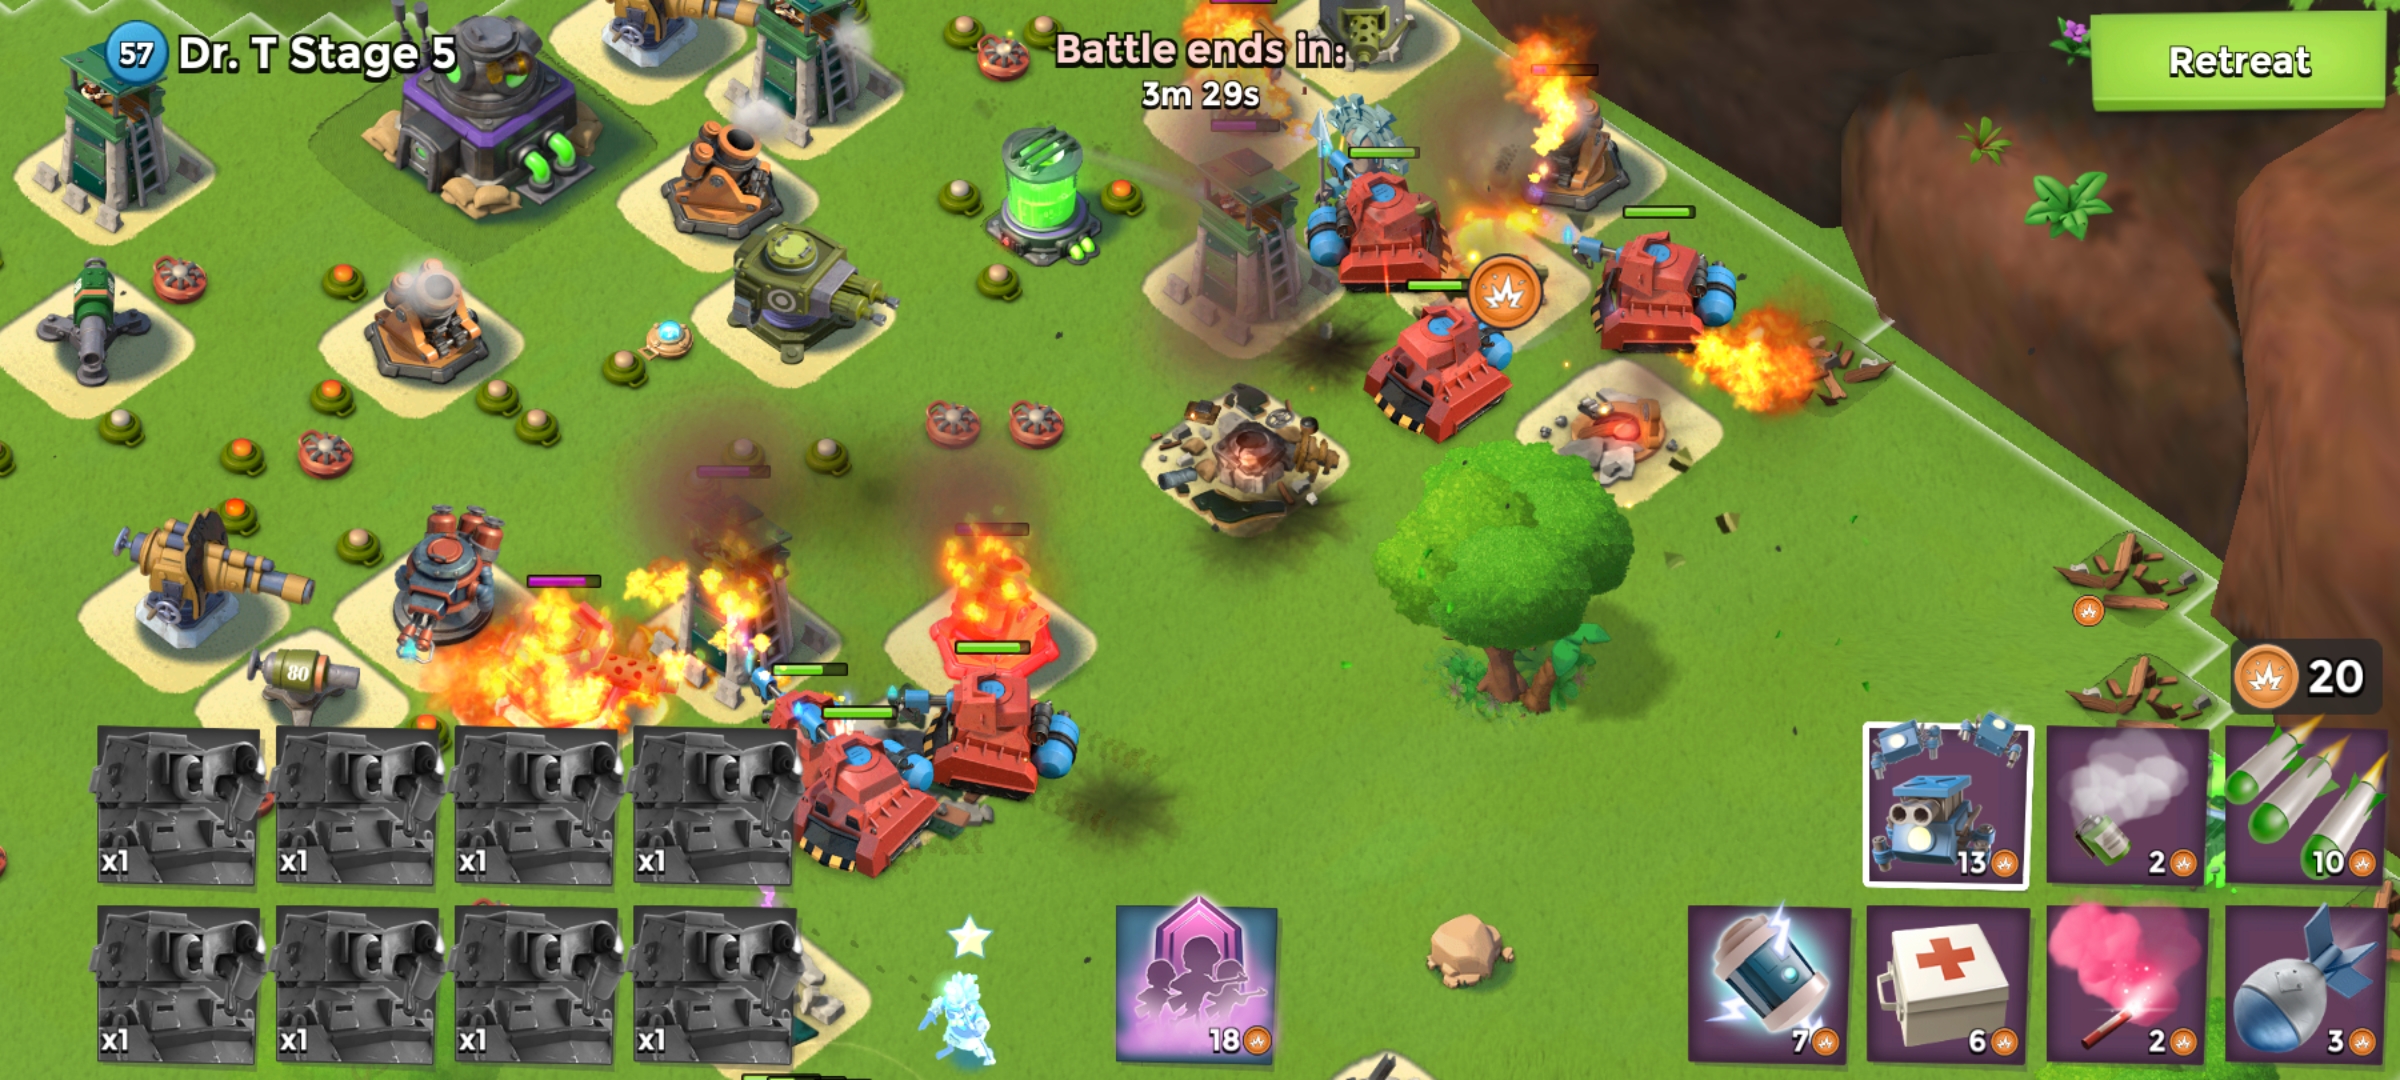 57 Dr. T Stage 5
Battle ends in:
3m 29s
Retreat
80
20
x1 x1 x1 x1
13 2 10
x1 x1 x1 x1
18
7 6 2 3